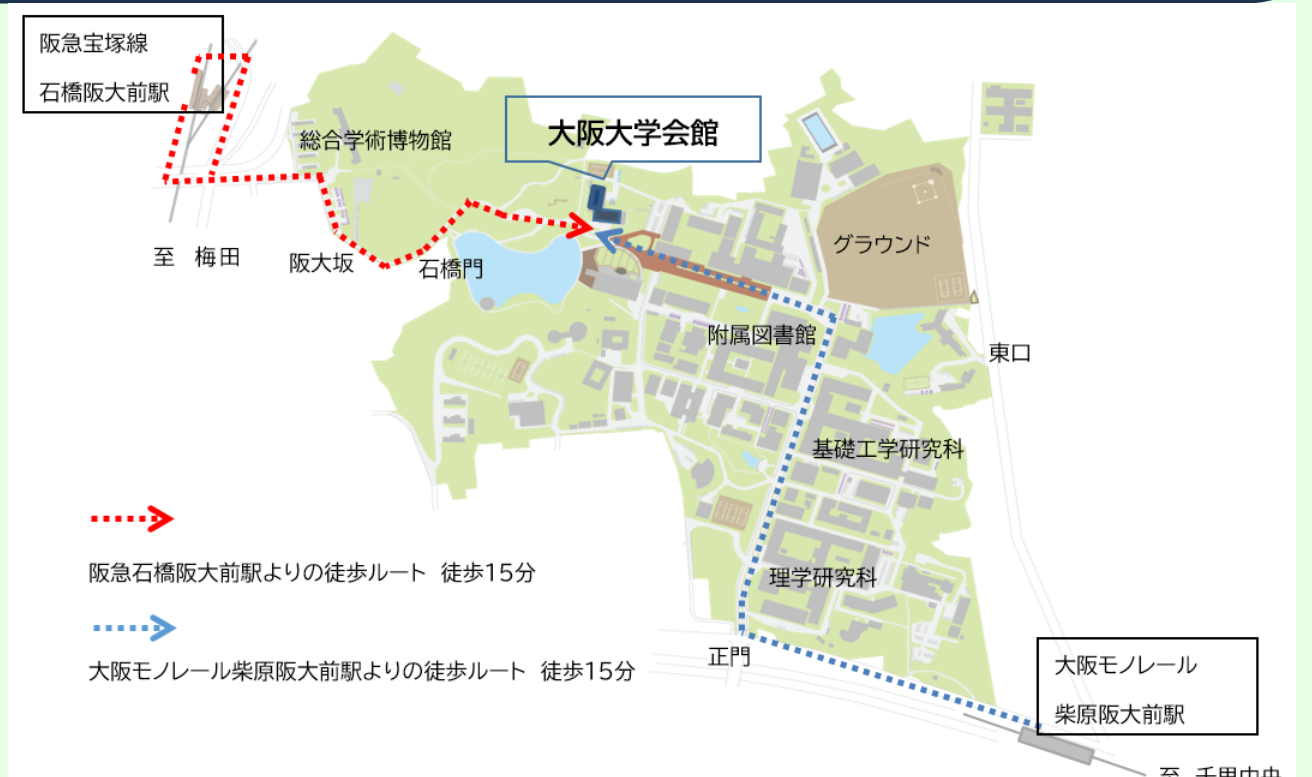 阪急宝塚線
石橋阪大前駅
大阪大学会館
総合学術博物館
グラウンド
至 梅田
阪大坂
石橋門
附属図書館
東口
基礎工学研究科
阪急石橋阪大前駅よりの徒歩ルート 徒歩15分
理学研究科
大阪モノレール柴原阪大前駅よりの徒歩ルート 徒歩15分
正門
大阪モノレール
柴原阪大前駅
至 千里中央